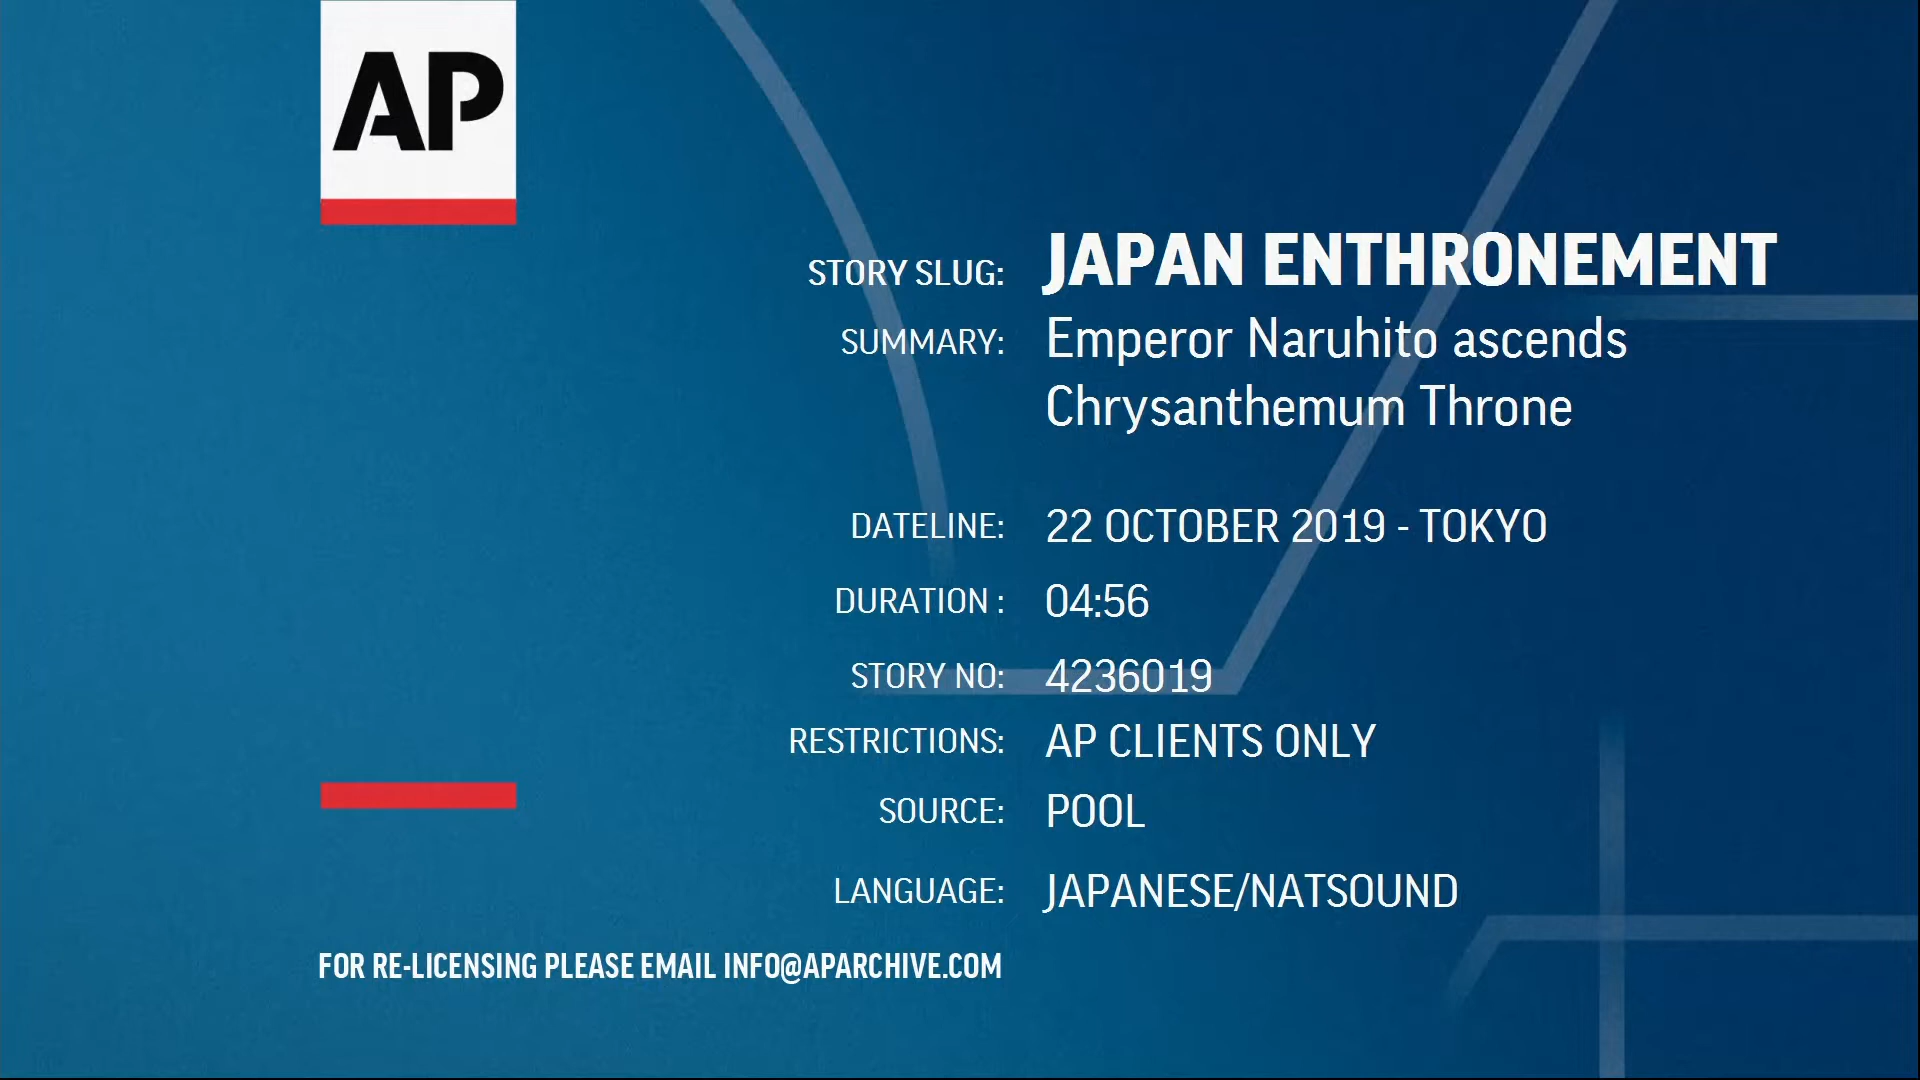 AP
STORY SLUG: JAPAN ENTHRONEMENT
SUMMARY: Emperor Naruhito ascends
Chrysanthemum Throne
DATELINE: 22 OCTOBER 2019 - TOKYO
DURATION : 04:56
STORY NO: 4236019
RESTRICTIONS: AP CLIENTS ONLY
SOURCE: POOL
LANGUAGE: JAPANESE/NATSOUND
FOR RE-LICENSING PLEASE EMAIL INFO@APARCHIVE.COM